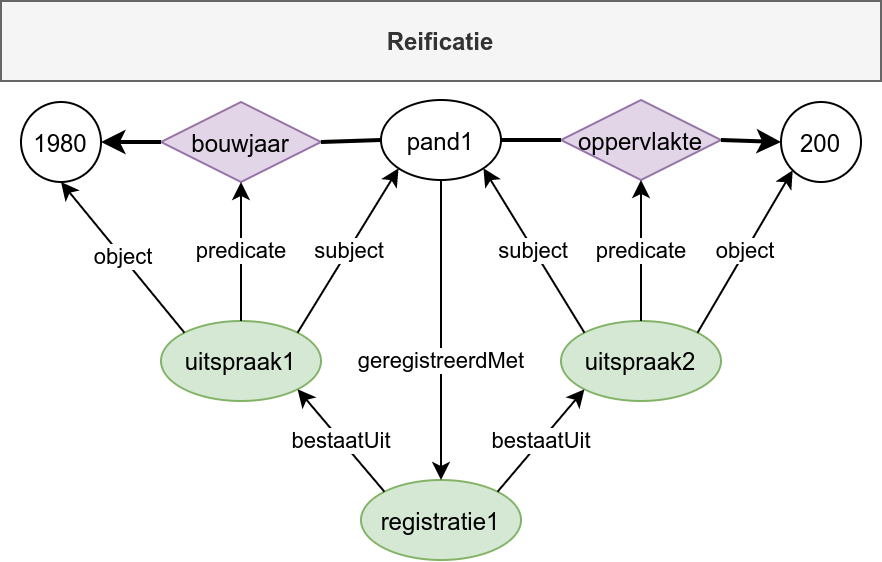 Reificatie
1980
bouwjaar
pand1
oppervlakte
200
object
predicate
subject
subject
predicate
object
uitspraak1
geregistreerdMet
uitspraak2
bestaatUit
bestaatUit
registratie1